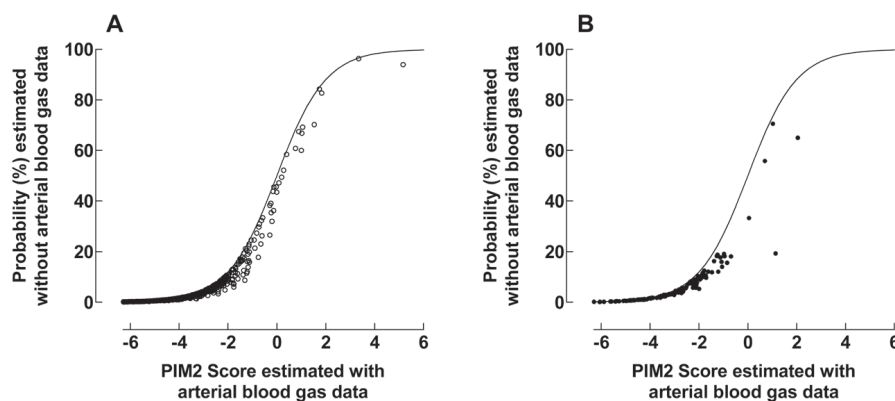 A
Probability (%) estimated
without arterial blood gas data
100
80
60
40
20
0
-6 -4 -2 0 2 4 6
PIM2 Score estimated with
arterial blood gas data
B
Probability (%) estimated
without arterial blood gas data
100
80
60
40
20
0
-6 -4 -2 0 2 4 6
PIM2 Score estimated with
arterial blood gas data